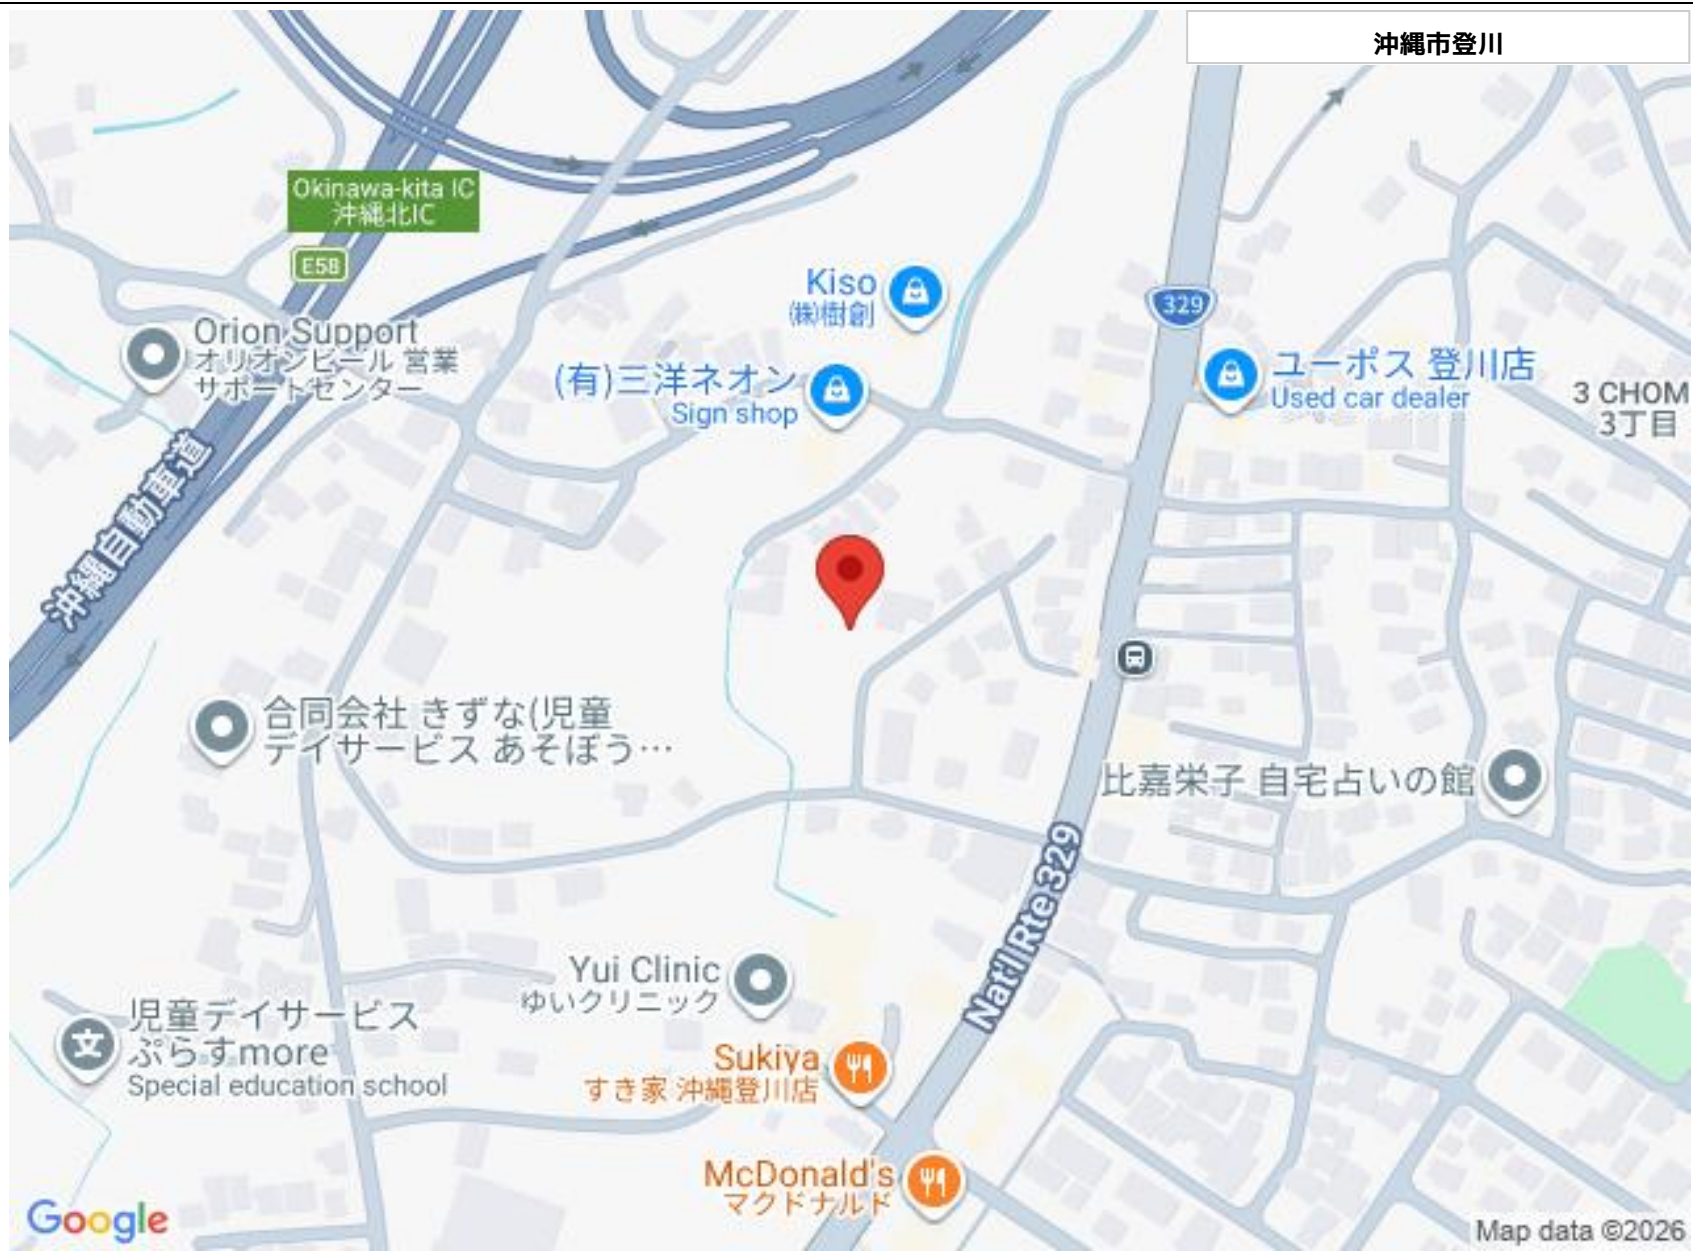 沖縄市登川
Okinawa-kita IC
沖縄北IC
E58
Kiso
㈱樹創
329
Orion Support
オリオンビール 営業
サポートセンター
(有)三洋ネオン
Sign shop
ユーポス 登川店
Used car dealer
3 CHOM
3丁目
沖縄自動車道
合同会社 きずな(児童
デイサービス あそぼう…
比嘉栄子 自宅占いの館
Nat'l Rte 329
Yui Clinic
ゆいクリニック
児童デイサービス
ぷらすmore
Special education school
文
Sukiya
すき家 沖縄登川店
McDonald's
マクドナルド
Google
Map data ©2026